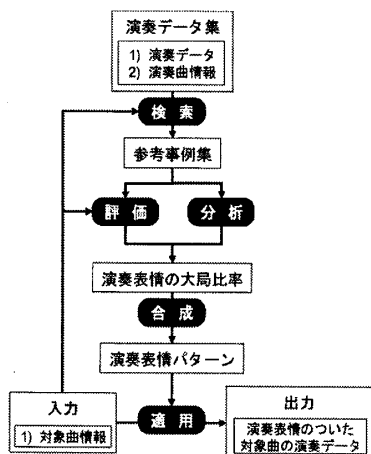 演奏データ集
1) 演奏データ
2) 演奏曲情報
検索
参考事例集
評価
分析
演奏表情の大局比率
合成
演奏表情パターン
入力
1) 対象曲情報
適用
出力
演奏表情のついた
対象曲の演奏データ